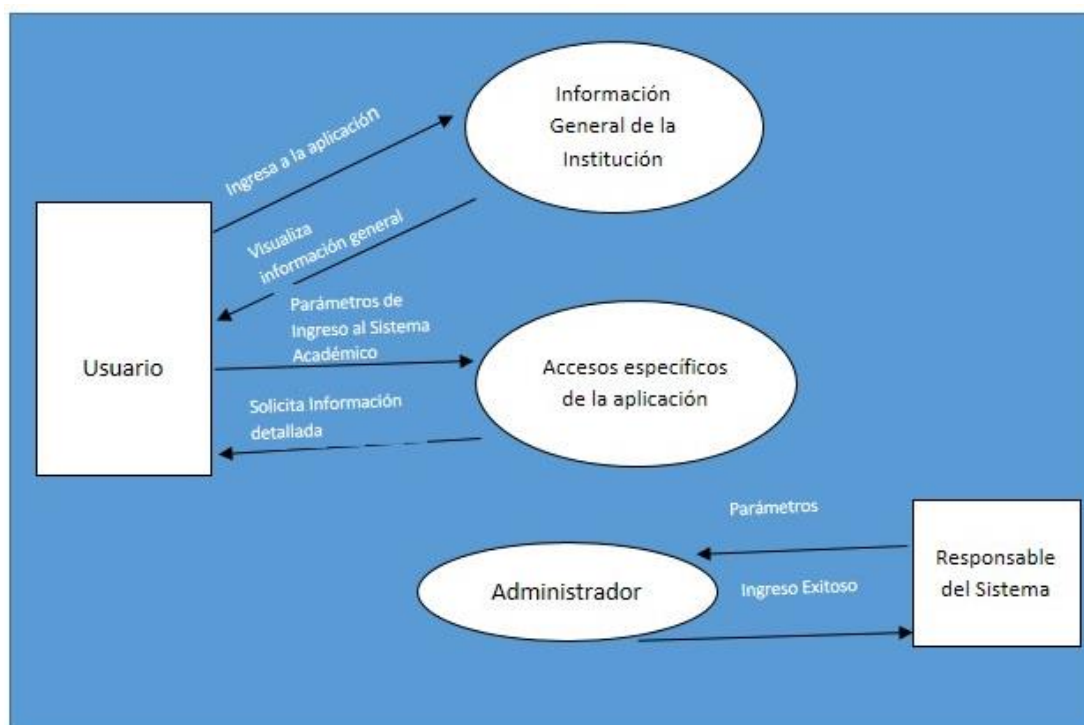 Información
General de la
Institución
Ingresa a la aplicación
Visualiza
información general
Parámetros de
Ingreso al Sistema
Académico
Usuario
Accesos específicos
de la aplicación
Solicita Información
detallada
Parámetros
Responsable
del Sistema
Administrador
Ingreso Exitoso